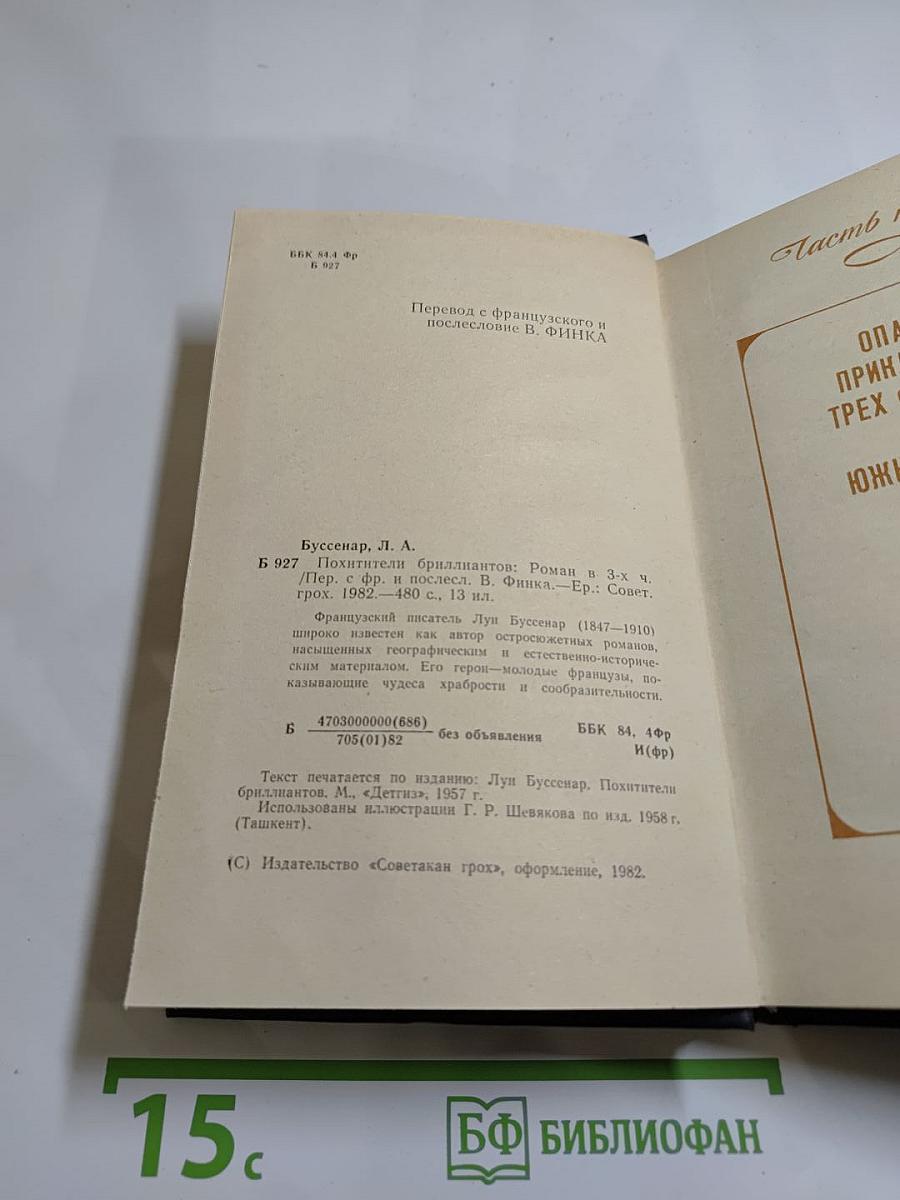 ББК 84.4 Фр
Б 927
Перевод с французского и
послесловие В. ФИНКА
Буссенар, Л. А.
Б 927 Похитители бриллиантов: Роман в 3-х ч.
/Пер. с фр. и послесл. В. Финка.—Ер.: Совет.
грох. 1982.—480 с., 13 ил.
Французский писатель Луи Буссенар (1847—1910)
широко известен как автор остросюжетных романов,
насыщенных географическим и естественно-историче-
ским материалом. Его герои—молодые французы, по-
казывающие чудеса храбрости и сообразительности.
Б 4703000000(686) без объявления ББК 84, 4Фр
705(01)82 И(фр)
Текст печатается по изданию: Луи Буссенар. Похитители
бриллиантов. М., «Детгиз», 1957 г.
Использованы иллюстрации Г. Р. Шевякова по изд. 1958 г.
(Ташкент).
(С) Издательство «Советакан грох», оформление, 1982.
Часть
ОПА
ПРИК
ТРЕХ
ЮЖ
15 с
БФ БИБЛИОФАН